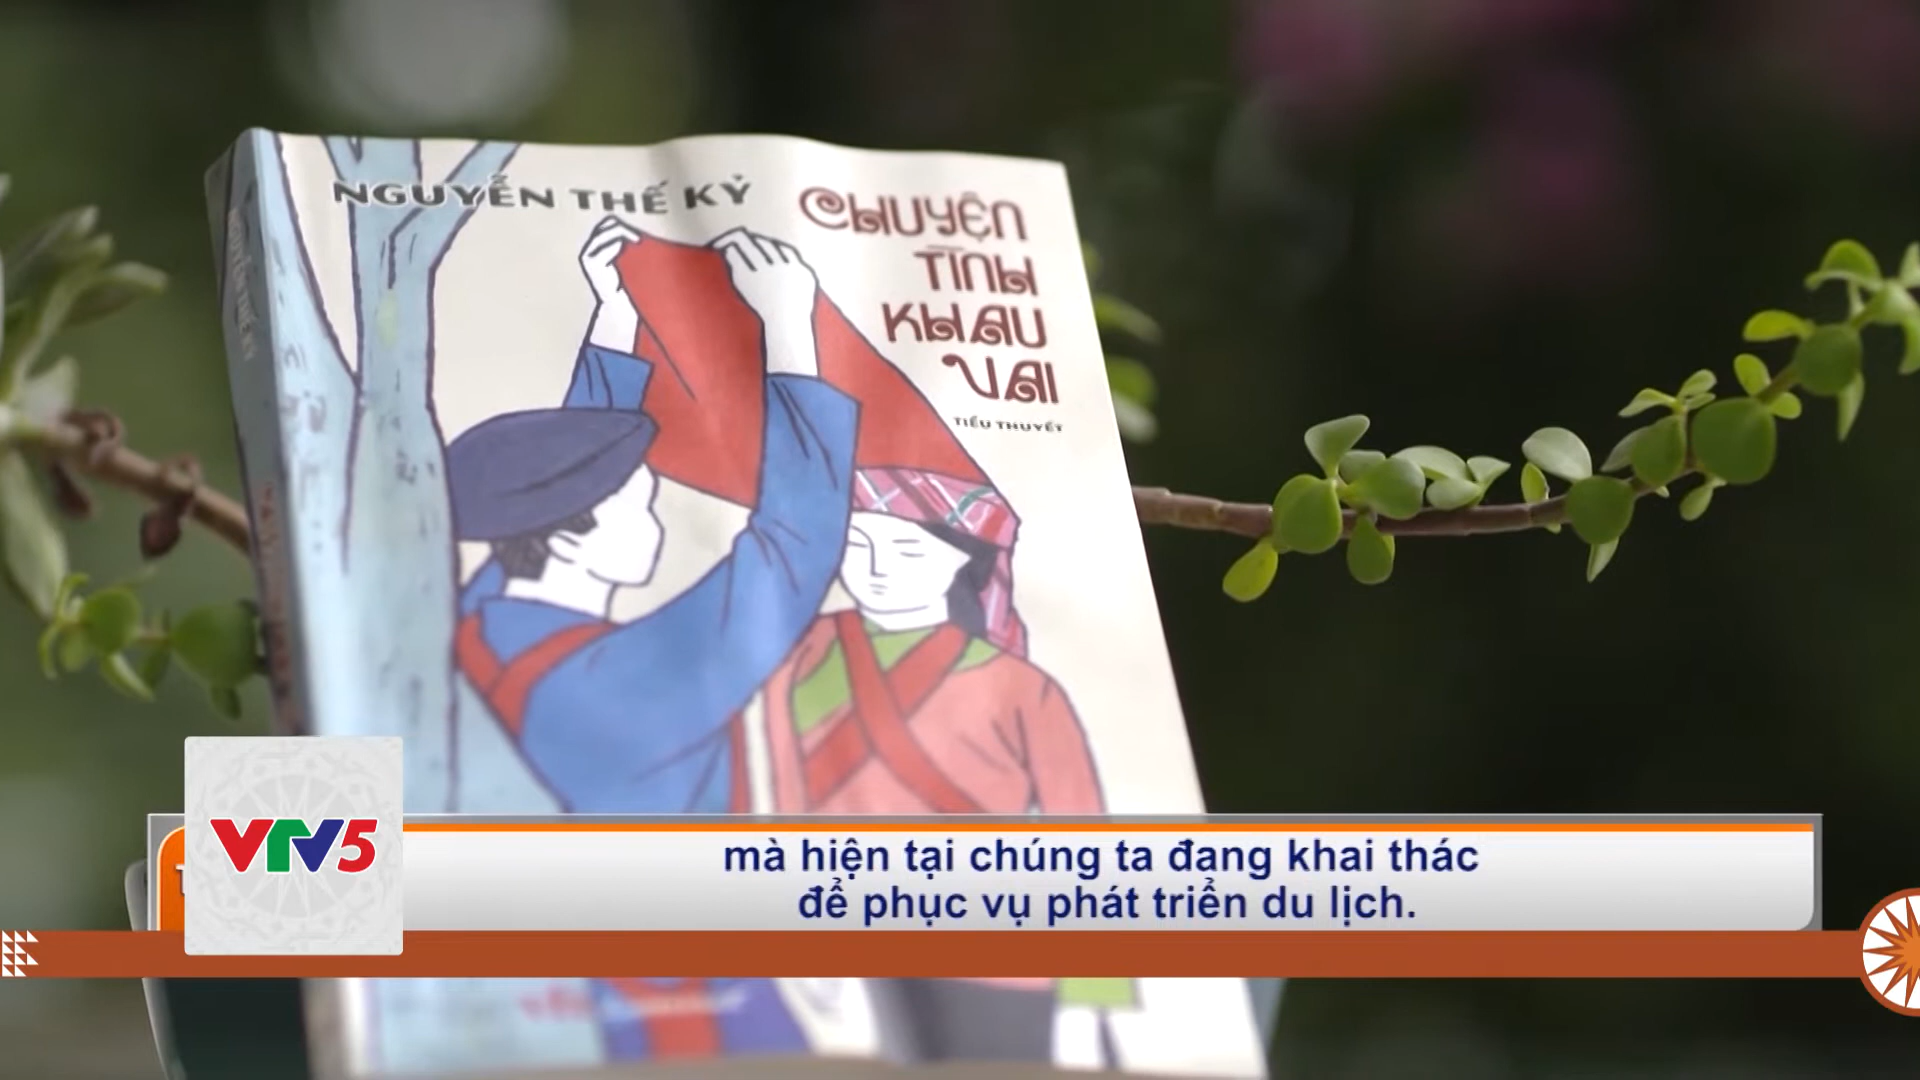 NGUYỄN THẾ KỶ
CHUYỆN
TÌNH
KHAU
VAI
TIỂU THUYẾT
VTV5
mà hiện tại chúng ta đang khai thác
để phục vụ phát triển du lịch.